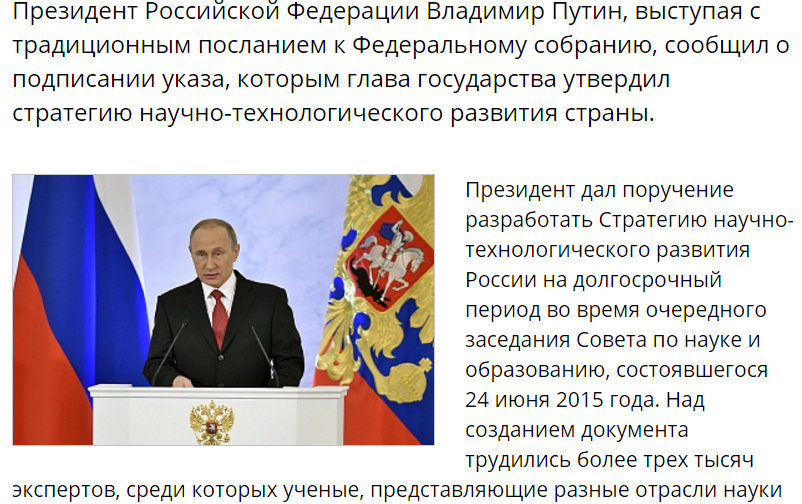 Президент Российской Федерации Владимир Путин, выступая с
традиционным посланием к Федеральному собранию, сообщил о
подписании указа, которым глава государства утвердил
стратегию научно-технологического развития страны.
Президент дал поручение
разработать Стратегию научно-
технологического развития
России на долгосрочный
период во время очередного
заседания Совета по науке и
образованию, состоявшегося
24 июня 2015 года. Над
созданием документа
трудились более трех тысяч
экспертов, среди которых ученые, представляющие разные отрасли науки